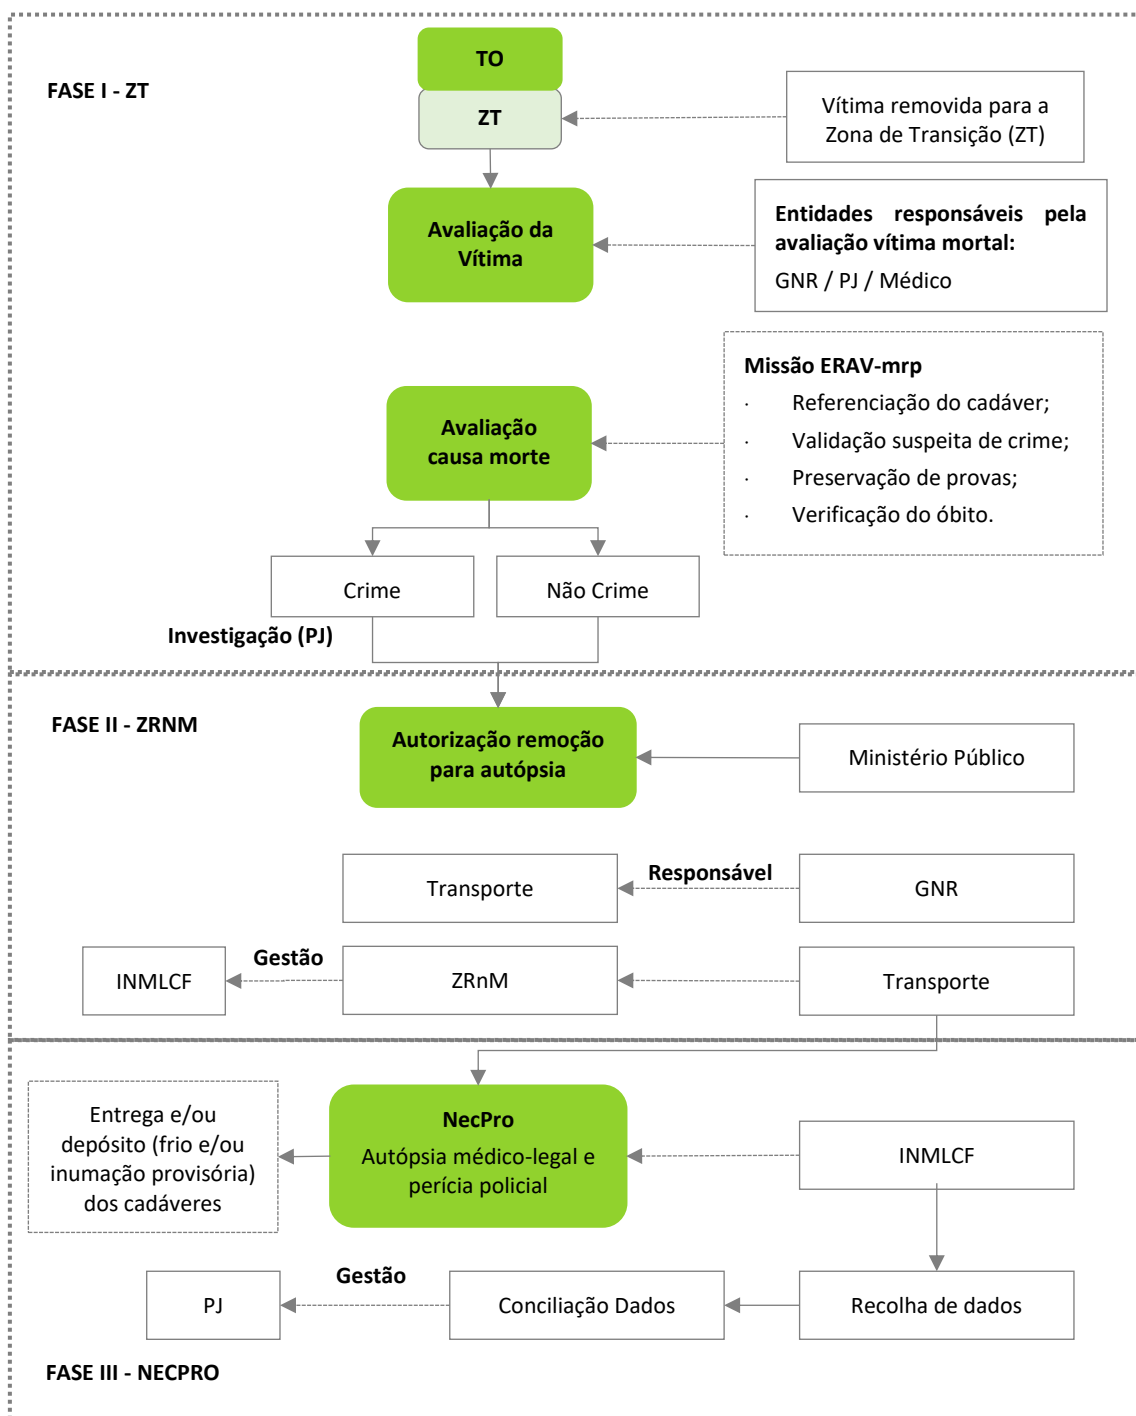 FASE I - ZT
TO
ZT
Vítima removida para a
Zona de Transição (ZT)
Avaliação da
Vítima
Entidades responsáveis pela
avaliação vítima mortal:
GNR / PJ / Médico
Avaliação
causa morte
Missão ERAV-mrp
· Referenciação do cadáver;
· Validação suspeita de crime;
· Preservação de provas;
· Verificação do óbito.
Crime
Não Crime
Investigação (PJ)
FASE II - ZRNM
Autorização remoção
para autópsia
Ministério Público
Transporte
Responsável
GNR
INMLCF
Gestão
ZRnM
Transporte
Entrega e/ou
depósito (frio e/ou
inumação provisória)
dos cadáveres
NecPro
Autópsia médico-legal e
perícia policial
INMLCF
PJ
Gestão
Conciliação Dados
Recolha de dados
FASE III - NECPRO